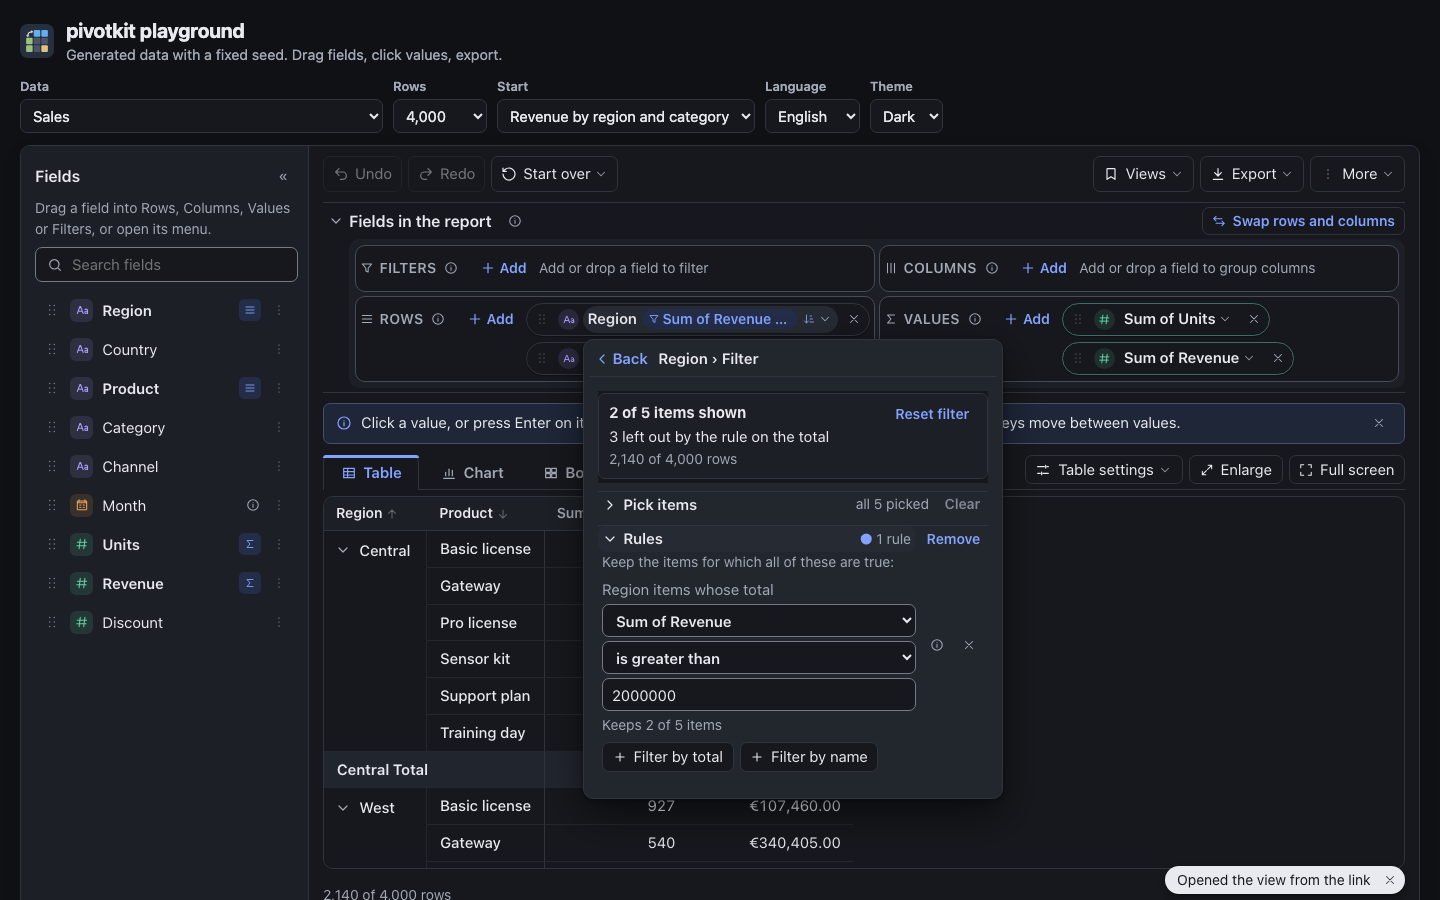 pivotkit playground
Generated data with a fixed seed. Drag fields, click values, export.
Data
Rows
Start
Language
Theme
Sales
4,000
Revenue by region and category
English
Dark
Fields
«
Drag a field into Rows, Columns, Values
or Filters, or open its menu.
Search fields
Aa Region
Aa Country
Aa Product
Aa Category
Aa Channel
Month
# Units Σ
# Revenue Σ
# Discount
Undo
Redo
Start over
Views
Export
More
Fields in the report
Swap rows and columns
FILTERS
+ Add
Add or drop a field to filter
COLUMNS
+ Add
Add or drop a field to group columns
ROWS
+ Add
Aa Region Sum of Revenue ...
Aa
Σ VALUES
+ Add
# Sum of Units
# Sum of Revenue
Click a value, or press Enter on it
eys move between values.
Table
Chart
Bo
Table settings
Enlarge
Full screen
Region ↑
Product ↓
Sum
Central
Basic license
Gateway
Pro license
Sensor kit
Support plan
Training day
Central Total
West
Basic license
927
€107,460.00
Gateway
540
€340,405.00
2,140 of 4,000 rows
Back
Region › Filter
2 of 5 items shown
Reset filter
3 left out by the rule on the total
2,140 of 4,000 rows
Pick items
all 5 picked
Clear
Rules
1 rule
Remove
Keep the items for which all of these are true:
Region items whose total
Sum of Revenue
is greater than
2000000
Keeps 2 of 5 items
+ Filter by total
+ Filter by name
Opened the view from the link